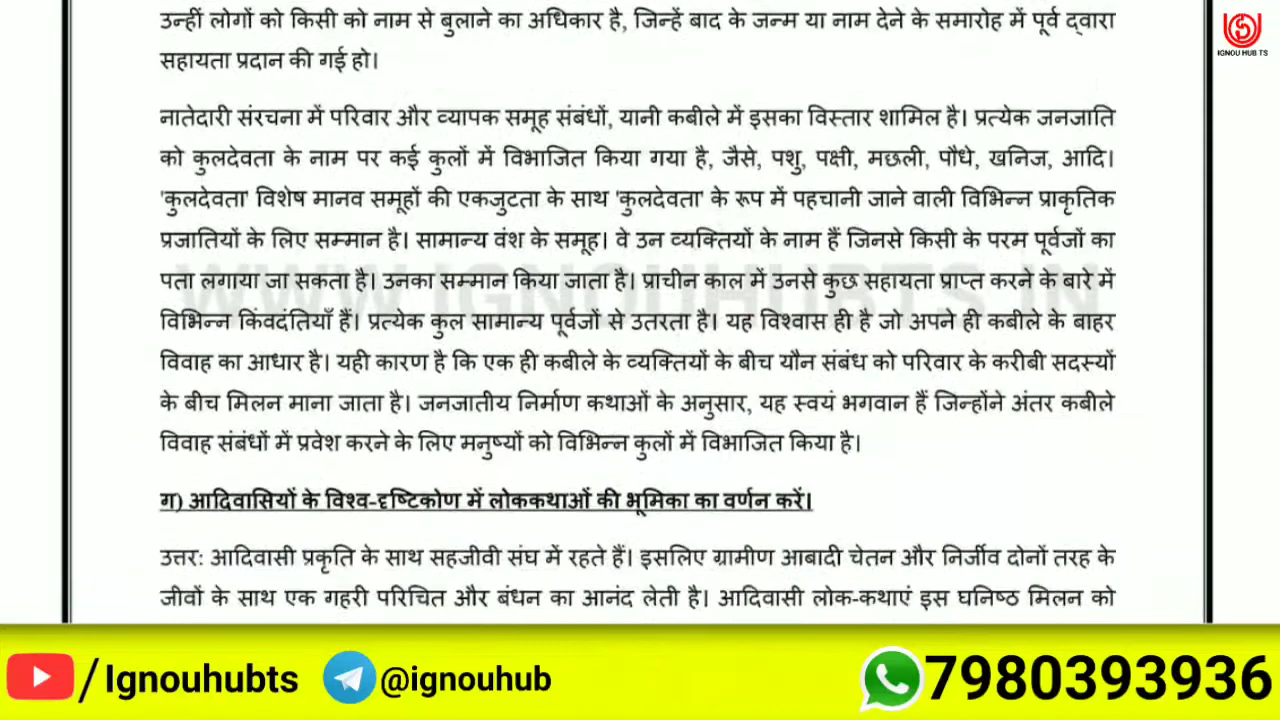 उन्हीं लोगों को किसी को नाम से बुलाने का अधिकार है, जिन्हें बाद के जन्म या नाम देने के समारोह में पूर्व द्वारा
सहायता प्रदान की गई हो।
IGNOU HUB TS
नातेदारी संरचना में परिवार और व्यापक समूह संबंधों, यानी कबीले में इसका विस्तार शामिल है। प्रत्येक जनजाति
को कुलदेवता के नाम पर कई कुलों में विभाजित किया गया है, जैसे, पशु, पक्षी, मछली, पौधे, खनिज, आदि।
'कुलदेवता' विशेष मानव समूहों की एकजुटता के साथ 'कुलदेवता' के रूप में पहचानी जाने वाली विभिन्न प्राकृतिक
प्रजातियों के लिए सम्मान है। सामान्य वंश के समूह। वे उन व्यक्तियों के नाम हैं जिनसे किसी के परम पूर्वजों का
पता लगाया जा सकता है। उनका सम्मान किया जाता है। प्राचीन काल में उनसे कुछ सहायता प्राप्त करने के बारे में
WWW.IGNOUHUBTS.IN
विभिन्न किंवदंतियाँ हैं। प्रत्येक कुल सामान्य पूर्वजों से उतरता है। यह विश्वास ही है जो अपने ही कबीले के बाहर
विवाह का आधार है। यही कारण है कि एक ही कबीले के व्यक्तियों के बीच यौन संबंध को परिवार के करीबी सदस्यों
के बीच मिलन माना जाता है। जनजातीय निर्माण कथाओं के अनुसार, यह स्वयं भगवान हैं जिन्होंने अंतर कबीले
विवाह संबंधों में प्रवेश करने के लिए मनुष्यों को विभिन्न कुलों में विभाजित किया है।
ग) आदिवासियों के विश्व-दृष्टिकोण में लोककथाओं की भूमिका का वर्णन करें।
उत्तर: आदिवासी प्रकृति के साथ सहजीवी संघ में रहते हैं। इसलिए ग्रामीण आबादी चेतन और निर्जीव दोनों तरह के
जीवों के साथ एक गहरी परिचित और बंधन का आनंद लेती है। आदिवासी लोक-कथाएं इस घनिष्ठ मिलन को
/Ignouhubts @ignouhub 7980393936